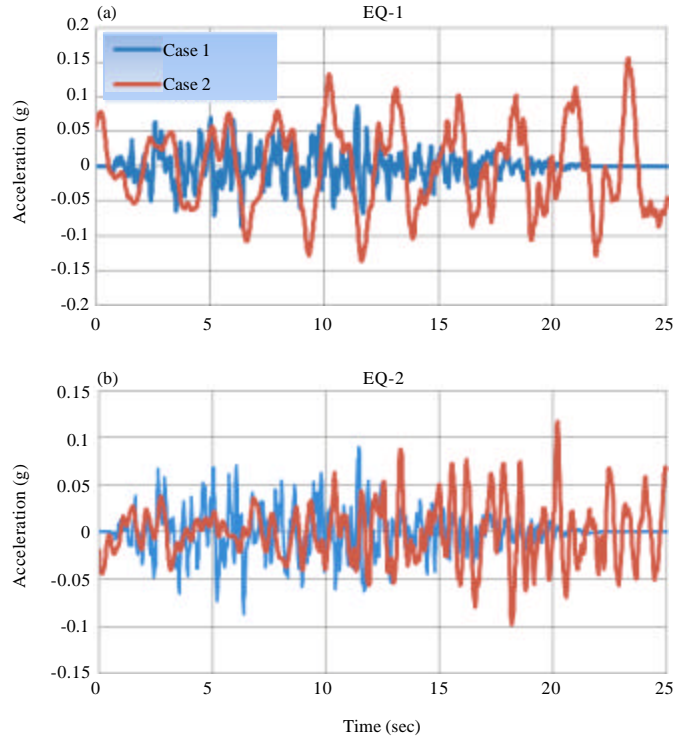 (a) EQ-1
0.2
0.15
0.1
0.05
0
-0.05
-0.1
-0.15
-0.2
Acceleration (g)
Case 1
Case 2
0 5 10 15 20 25
(b) EQ-2
0.15
0.1
0.05
0
-0.05
-0.1
-0.15
Acceleration (g)
0 5 10 15 20 25
Time (sec)